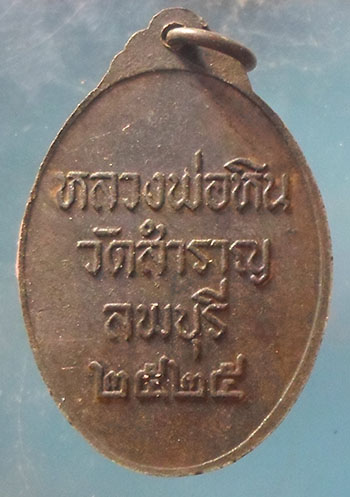 หลวงพ่อหิน
วัดสำราญ
ลพบุรี
๒๕๒๕